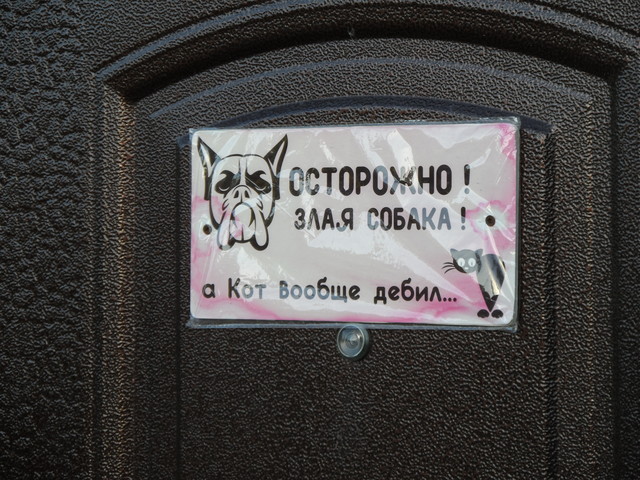 ОСТОРОЖНО !
ЗЛАЯ СОБАКА !
а Кот Вообще дебил...